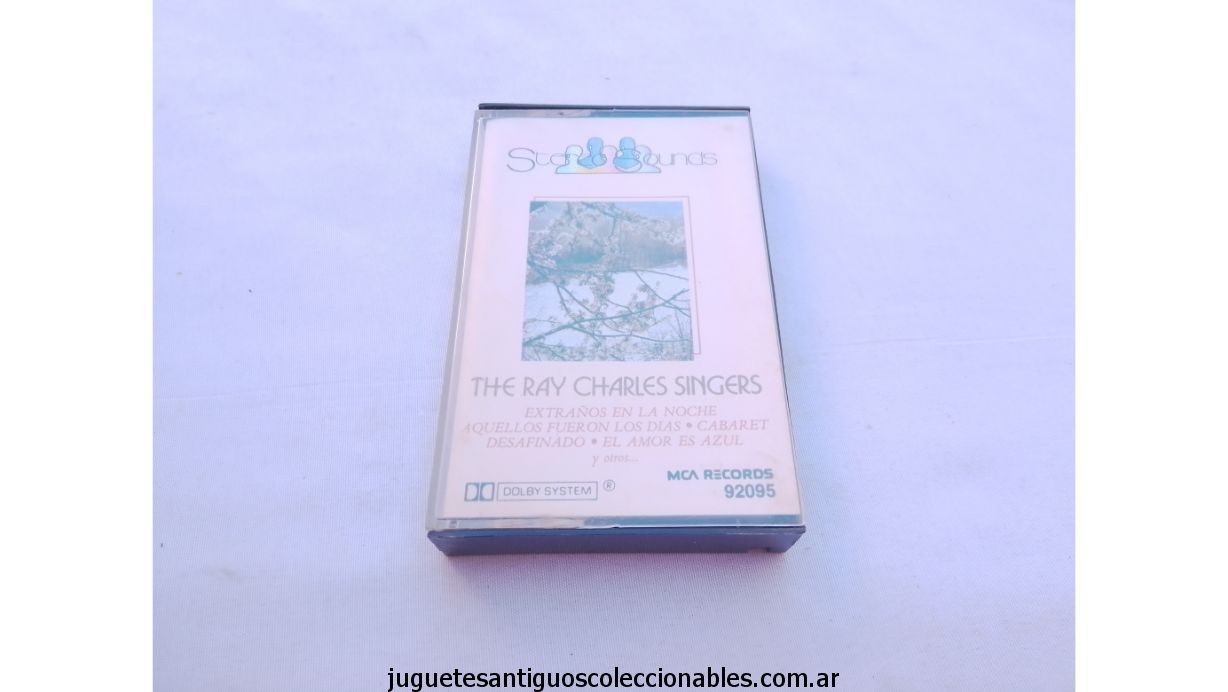 Star Sounds
THE RAY CHARLES SINGERS
EXTRAÑOS EN LA NOCHE
AQUELLOS FUERON LOS DIAS • CABARET
DESAFINADO • EL AMOR ES AZUL
y otros...
MCA RECORDS
DOLBY SYSTEM ®
92095
juguetesantiguoscoleccionables.com.ar